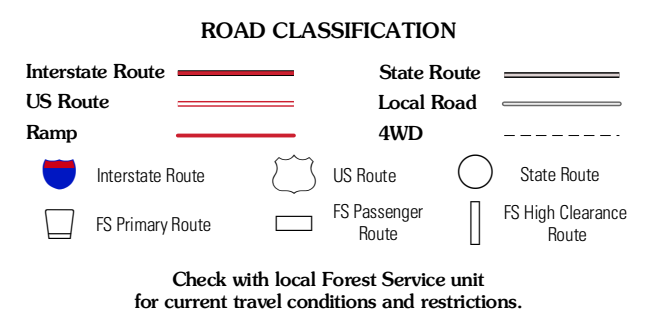 ROAD CLASSIFICATION
Interstate Route
State Route
US Route
Local Road
Ramp
4WD
Interstate Route
US Route
State Route
FS Primary Route
FS Passenger
Route
FS High Clearance
Route
Check with local Forest Service unit
for current travel conditions and restrictions.